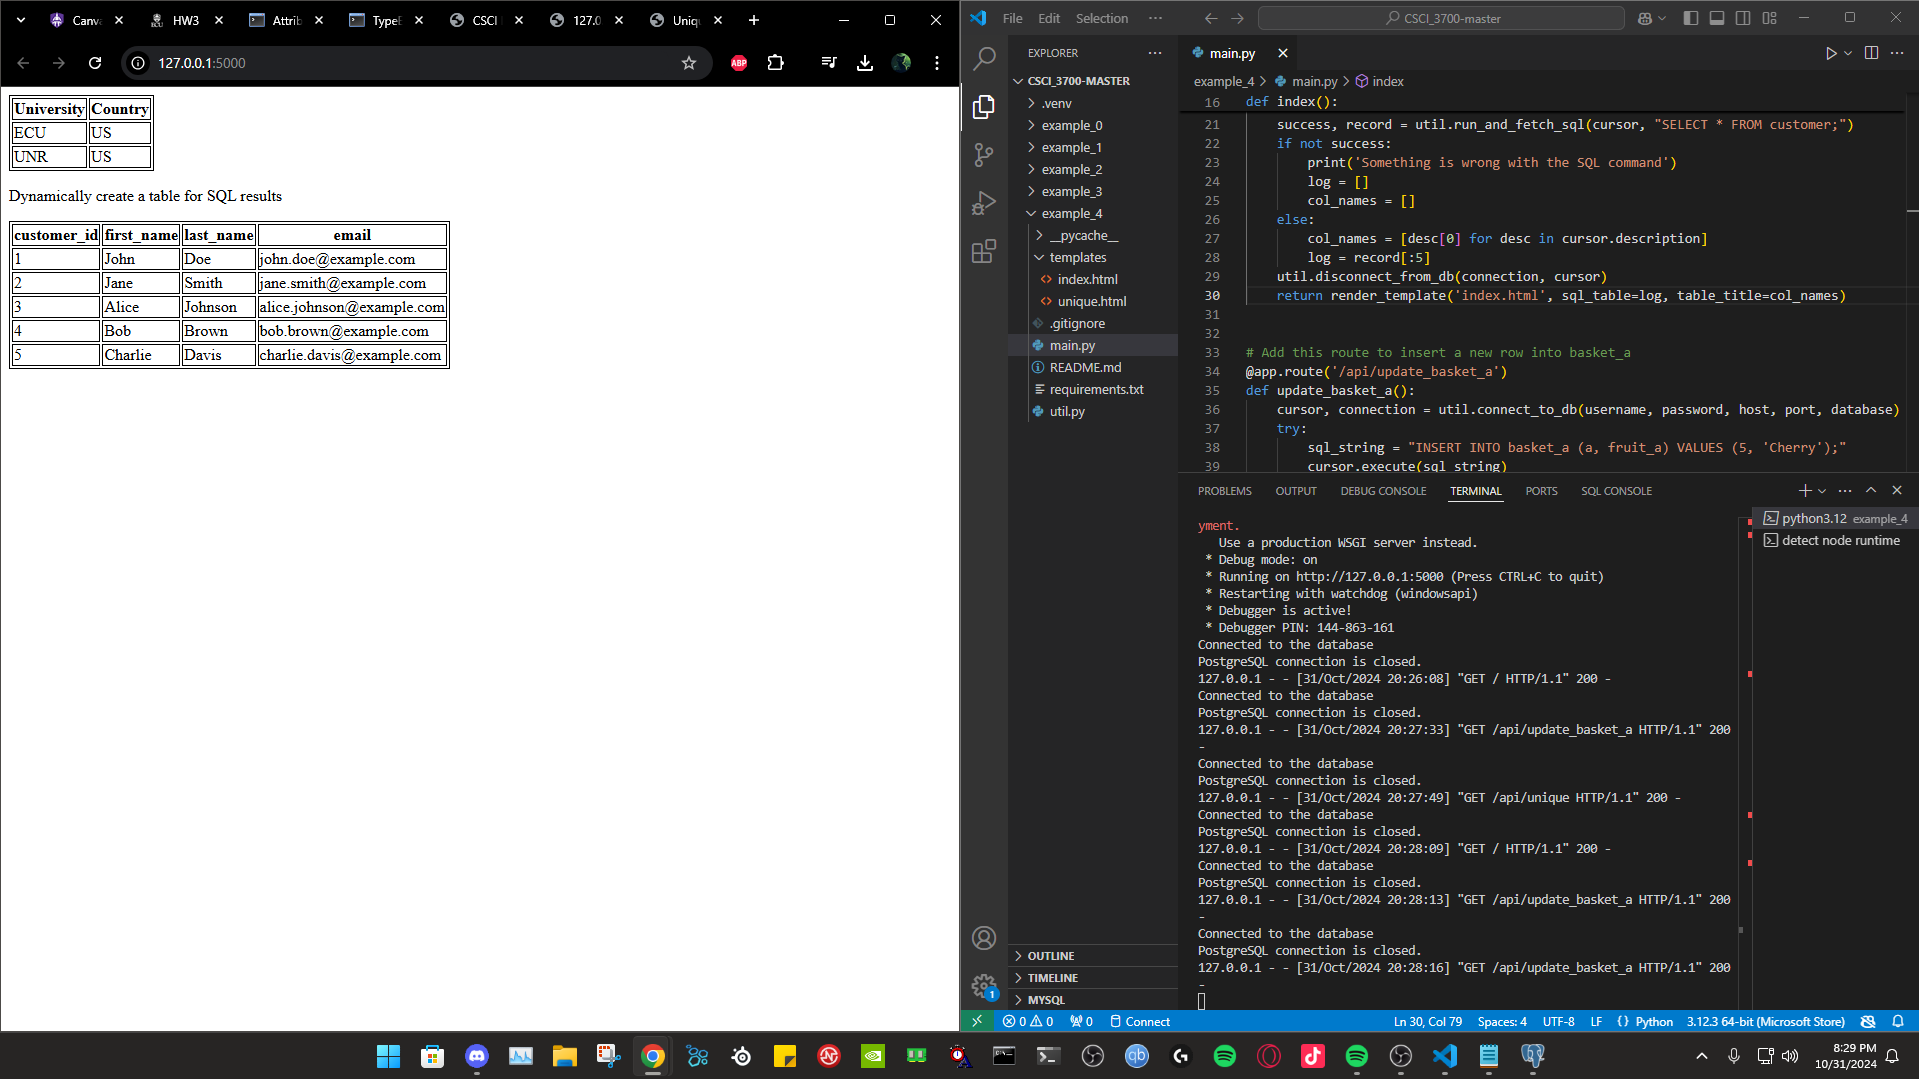 Canva
HW3
Attrib
TypeE
CSCI
127.0
Uniqu
127.0.0.1:5000
ABP
University Country
ECU US
UNR US
Dynamically create a table for SQL results
customer_id first_name last_name email
1 John Doe john.doe@example.com
2 Jane Smith jane.smith@example.com
3 Alice Johnson alice.johnson@example.com
4 Bob Brown bob.brown@example.com
5 Charlie Davis charlie.davis@example.com
File Edit Selection ···
CSCI_3700-master
EXPLORER
CSCI_3700-MASTER
.venv
example_0
example_1
example_2
example_3
example_4
__pycache__
templates
index.html
unique.html
.gitignore
main.py
README.md
requirements.txt
util.py
OUTLINE
TIMELINE
MYSQL
1
main.py
example_4 > main.py > index
16 def index():
21 success, record = util.run_and_fetch_sql(cursor, "SELECT * FROM customer;")
22 if not success:
23 print('Something is wrong with the SQL command')
24 log = []
25 col_names = []
26 else:
27 col_names = [desc[0] for desc in cursor.description]
28 log = record[:5]
29 util.disconnect_from_db(connection, cursor)
30 return render_template('index.html', sql_table=log, table_title=col_names)
31
32
33 # Add this route to insert a new row into basket_a
34 @app.route('/api/update_basket_a')
35 def update_basket_a():
36 cursor, connection = util.connect_to_db(username, password, host, port, database)
37 try:
38 sql_string = "INSERT INTO basket_a (a, fruit_a) VALUES (5, 'Cherry');"
39 cursor.execute(sql_string)
PROBLEMS OUTPUT DEBUG CONSOLE TERMINAL PORTS SQL CONSOLE
python3.12 example_4
detect node runtime
yment.
Use a production WSGI server instead.
* Debug mode: on
* Running on http://127.0.0.1:5000 (Press CTRL+C to quit)
* Restarting with watchdog (windowsapi)
* Debugger is active!
* Debugger PIN: 144-863-161
Connected to the database
PostgreSQL connection is closed.
127.0.0.1 - - [31/Oct/2024 20:26:08] "GET / HTTP/1.1" 200 -
Connected to the database
PostgreSQL connection is closed.
127.0.0.1 - - [31/Oct/2024 20:27:33] "GET /api/update_basket_a HTTP/1.1" 200
-
Connected to the database
PostgreSQL connection is closed.
127.0.0.1 - - [31/Oct/2024 20:27:49] "GET /api/unique HTTP/1.1" 200 -
Connected to the database
PostgreSQL connection is closed.
127.0.0.1 - - [31/Oct/2024 20:28:09] "GET / HTTP/1.1" 200 -
Connected to the database
PostgreSQL connection is closed.
127.0.0.1 - - [31/Oct/2024 20:28:13] "GET /api/update_basket_a HTTP/1.1" 200
-
Connected to the database
PostgreSQL connection is closed.
127.0.0.1 - - [31/Oct/2024 20:28:16] "GET /api/update_basket_a HTTP/1.1" 200
-
0 0 0 Connect
Ln 30, Col 79 Spaces: 4 UTF-8 LF {} Python 3.12.3 64-bit (Microsoft Store)
qb
8:29 PM
10/31/2024